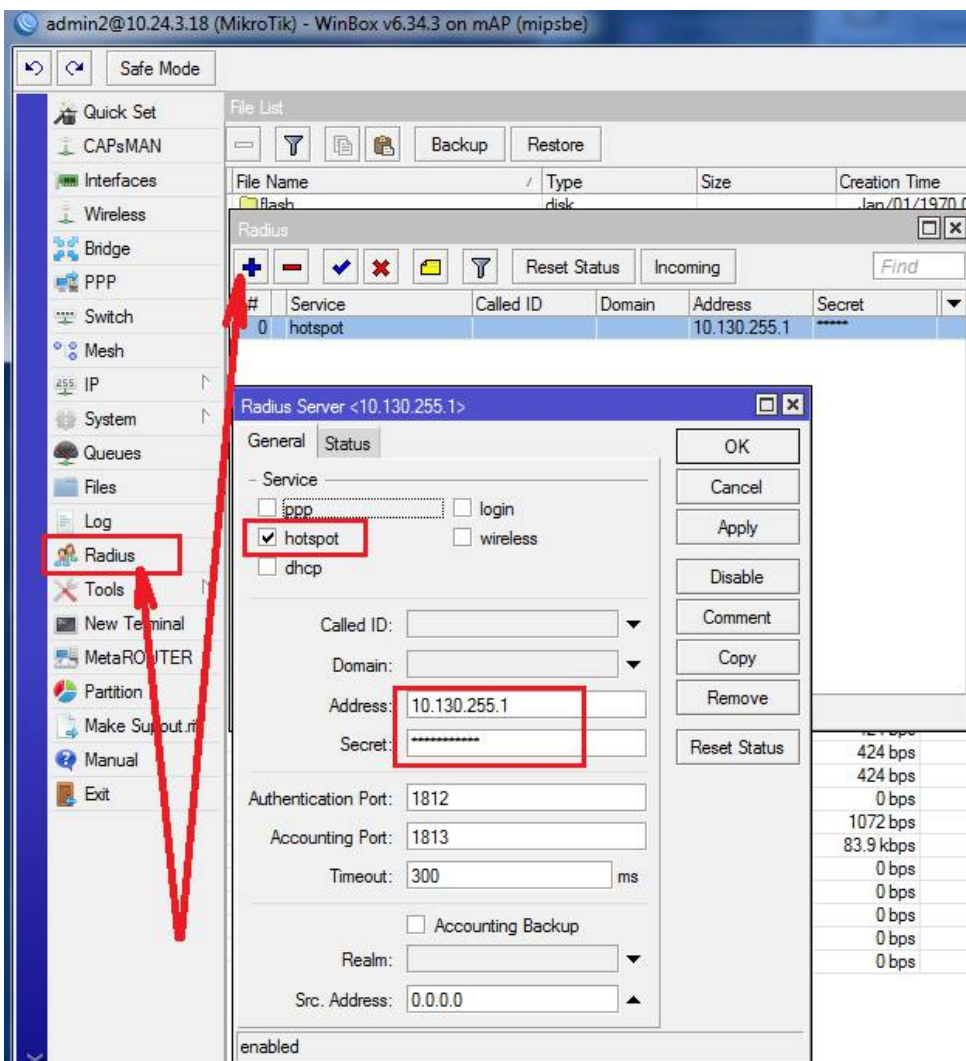 admin2@10.24.3.18 (MikroTik) - WinBox v6.34.3 on mAP (mipsbe)
Safe Mode
Quick Set
CAPsMAN
Interfaces
Wireless
Bridge
PPP
Switch
Mesh
IP
System
Queues
Files
Log
Radius
Tools
New Terminal
MetaROUTER
Partition
Make Supout.rif
Manual
Exit
File List
Backup Restore
File Name / Type Size Creation Time
flash disk Jan/01/1970
Radius
Reset Status Incoming Find
# Service Called ID Domain Address Secret
0 hotspot 10.130.255.1 *****
Radius Server <10.130.255.1>
General Status
Service
ppp login
hotspot wireless
dhcp
Called ID:
Domain:
Address: 10.130.255.1
Secret: ***********
Authentication Port: 1812
Accounting Port: 1813
Timeout: 300 ms
Accounting Backup
Realm:
Src. Address: 0.0.0.0
enabled
OK
Cancel
Apply
Disable
Comment
Copy
Remove
Reset Status
424 bps
424 bps
0 bps
1072 bps
83.9 kbps
0 bps
0 bps
0 bps
0 bps
0 bps